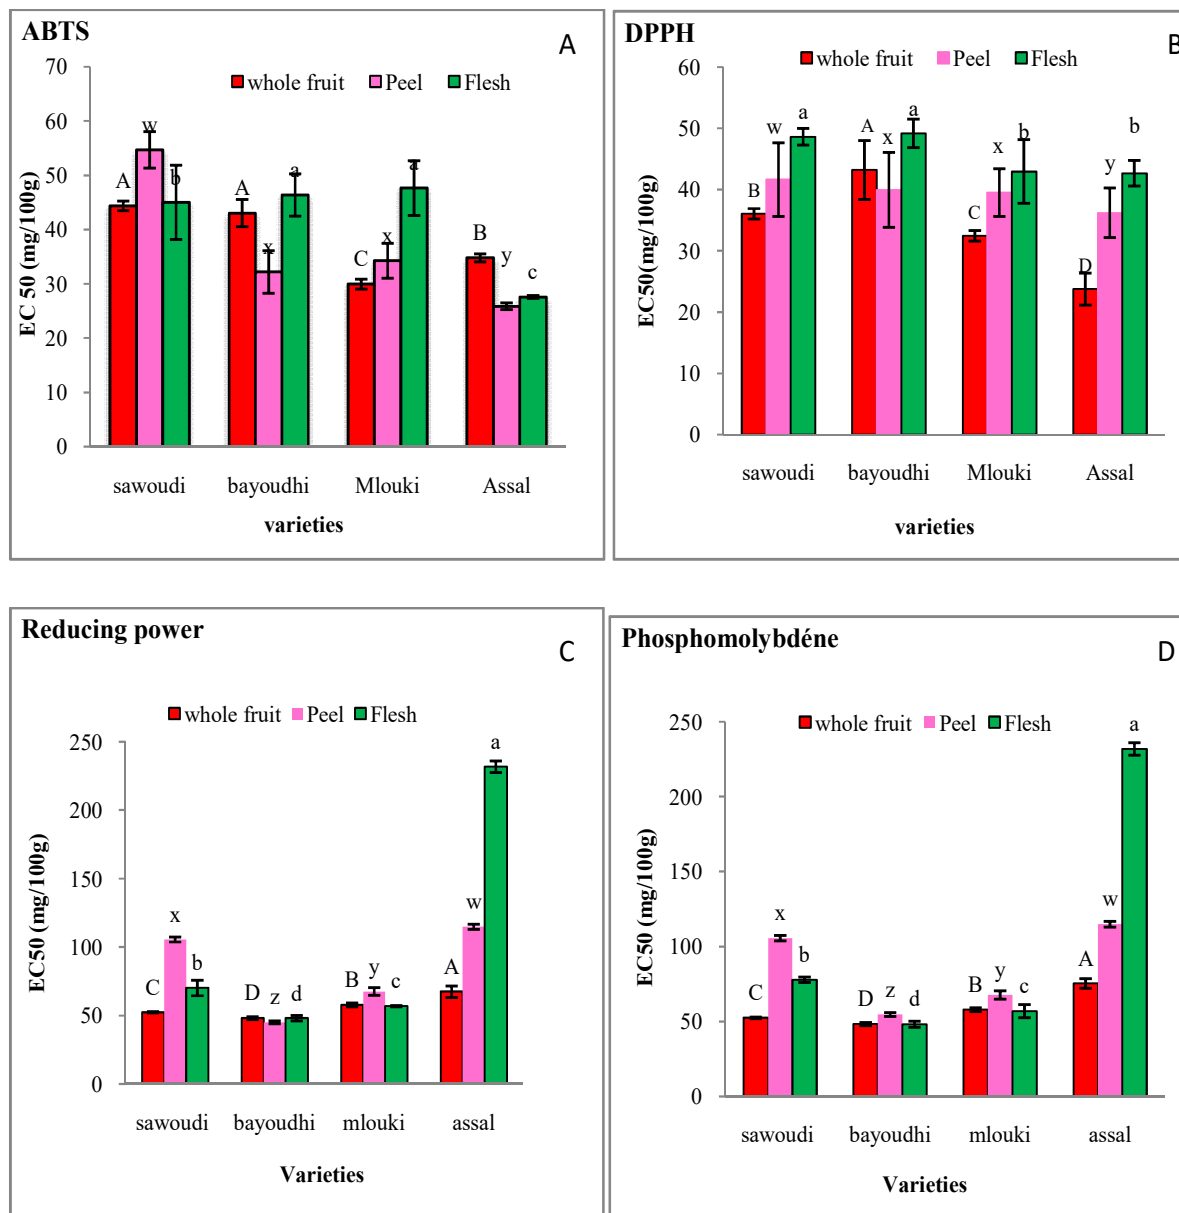 ABTS
A
whole fruit Peel Flesh
EC 50 (mg/100g)
70
60
50
40
30
20
10
0
A w b
A x a
C x a
B y c
sawoudi bayoudhi Mlouki Assal
varieties
DPPH
B
whole fruit Peel Flesh
EC50(mg/100g)
60
50
40
30
20
10
0
B w a
A x a
C x b
D y b
sawoudi bayoudhi Mlouki Assal
varieties
Reducing power
C
whole fruit Peel Flesh
EC50 (mg/100g)
250
200
150
100
50
0
C x b
D z d
B y c
A w a
sawoudi bayoudhi mlouki assal
Varieties
Phosphomolybdéne
D
whole fruit Peel Flesh
EC50 (mg/100g)
250
200
150
100
50
0
C x b
D z d
B y c
A w a
sawoudi bayoudhi mlouki assal
Varieties